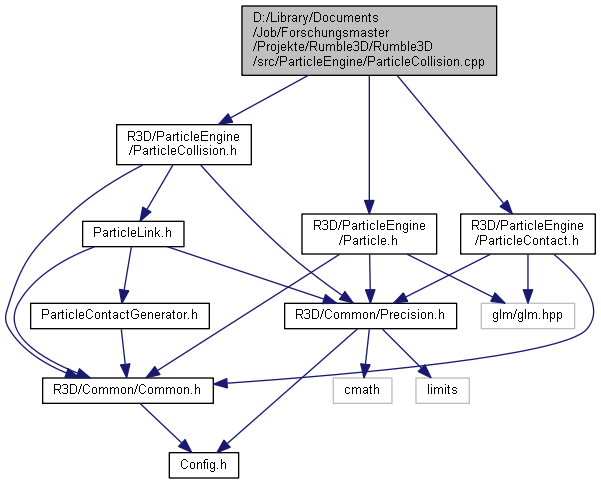 D:/Library/Documents
/Job/Forschungsmaster
/Projekte/Rumble3D/Rumble3D
/src/ParticleEngine/ParticleCollision.cpp
R3D/ParticleEngine
/ParticleCollision.h
ParticleLink.h
R3D/ParticleEngine
/Particle.h
R3D/ParticleEngine
/ParticleContact.h
ParticleContactGenerator.h
R3D/Common/Precision.h
glm/glm.hpp
R3D/Common/Common.h
cmath
limits
Config.h